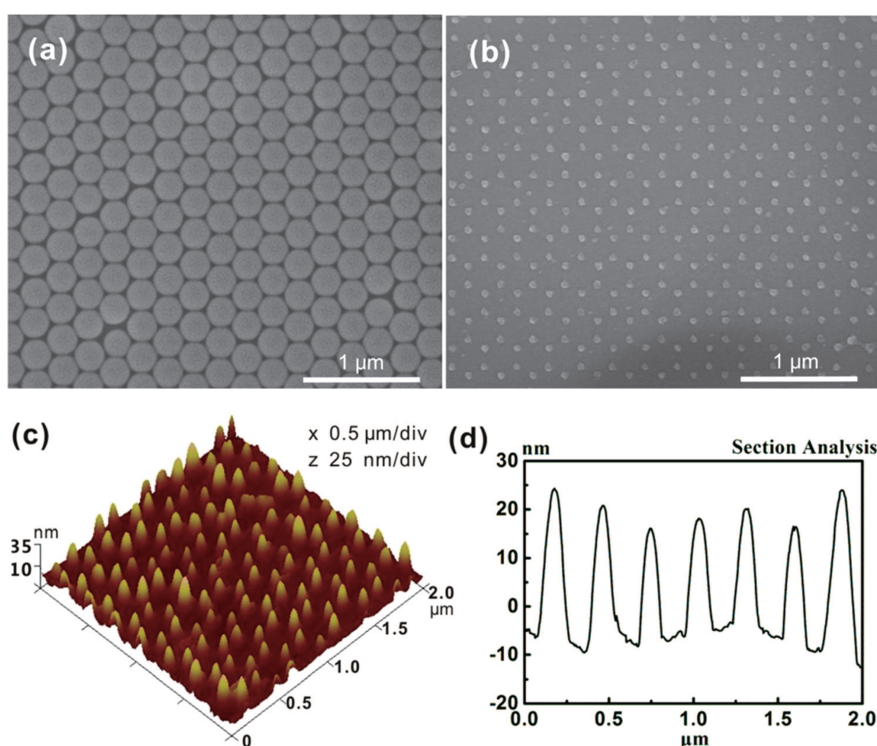 (a)
1 µm
(b)
1 µm
(c)
x 0.5 µm/div
z 25 nm/div
nm
35
10
2.0
µm
1.5
1.0
0.5
0
(d)
nm
Section Analysis
30
20
10
0
-10
-20
0.0 0.5 1.0 1.5 2.0
µm